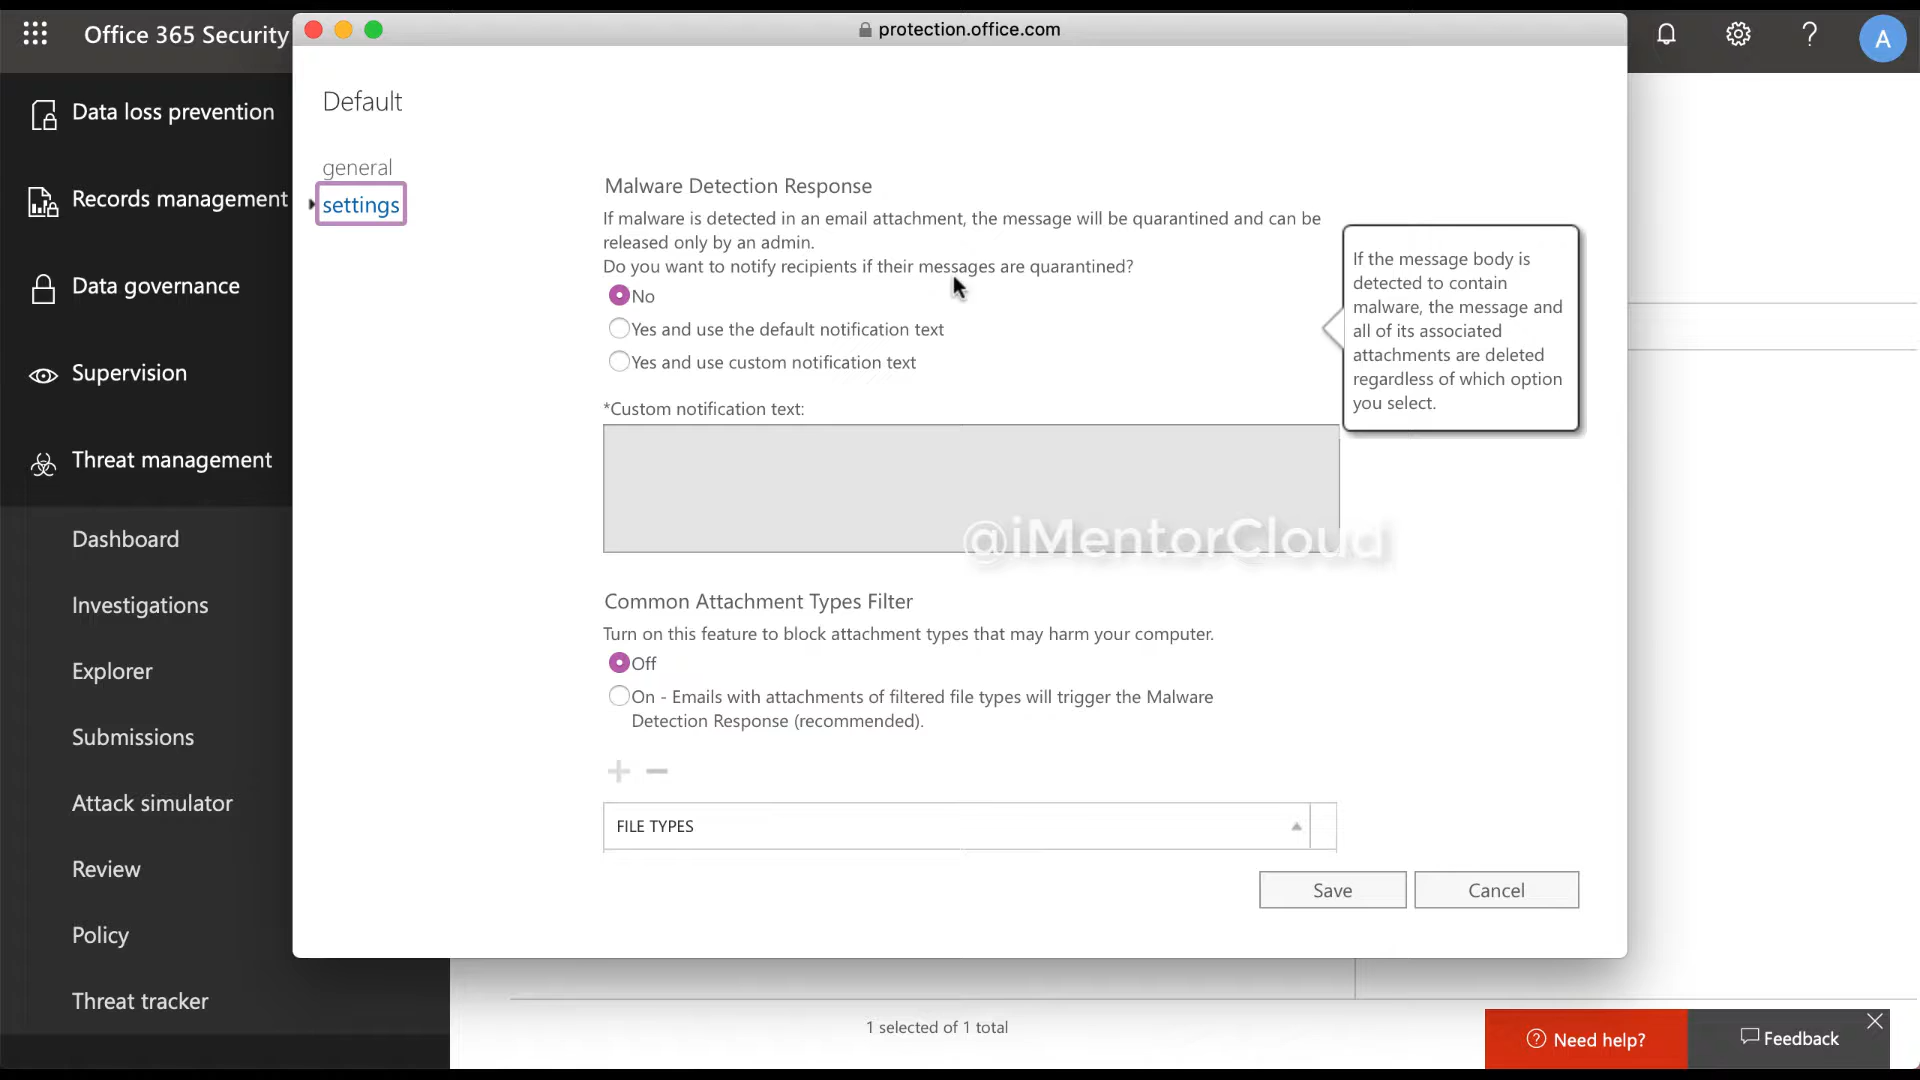 Office 365 Security
protection.office.com
?
A
Data loss prevention
Records management
Data governance
Supervision
Threat management
Dashboard
Investigations
Explorer
Submissions
Attack simulator
Review
Policy
Threat tracker
Default
general
settings
Malware Detection Response
If malware is detected in an email attachment, the message will be quarantined and can be
released only by an admin.
Do you want to notify recipients if their messages are quarantined?
No
Yes and use the default notification text
Yes and use custom notification text
*Custom notification text:
If the message body is
detected to contain
malware, the message and
all of its associated
attachments are deleted
regardless of which option
you select.
@iMentorCloud
Common Attachment Types Filter
Turn on this feature to block attachment types that may harm your computer.
Off
On - Emails with attachments of filtered file types will trigger the Malware
Detection Response (recommended).
FILE TYPES
Save
Cancel
1 selected of 1 total
Need help?
Feedback